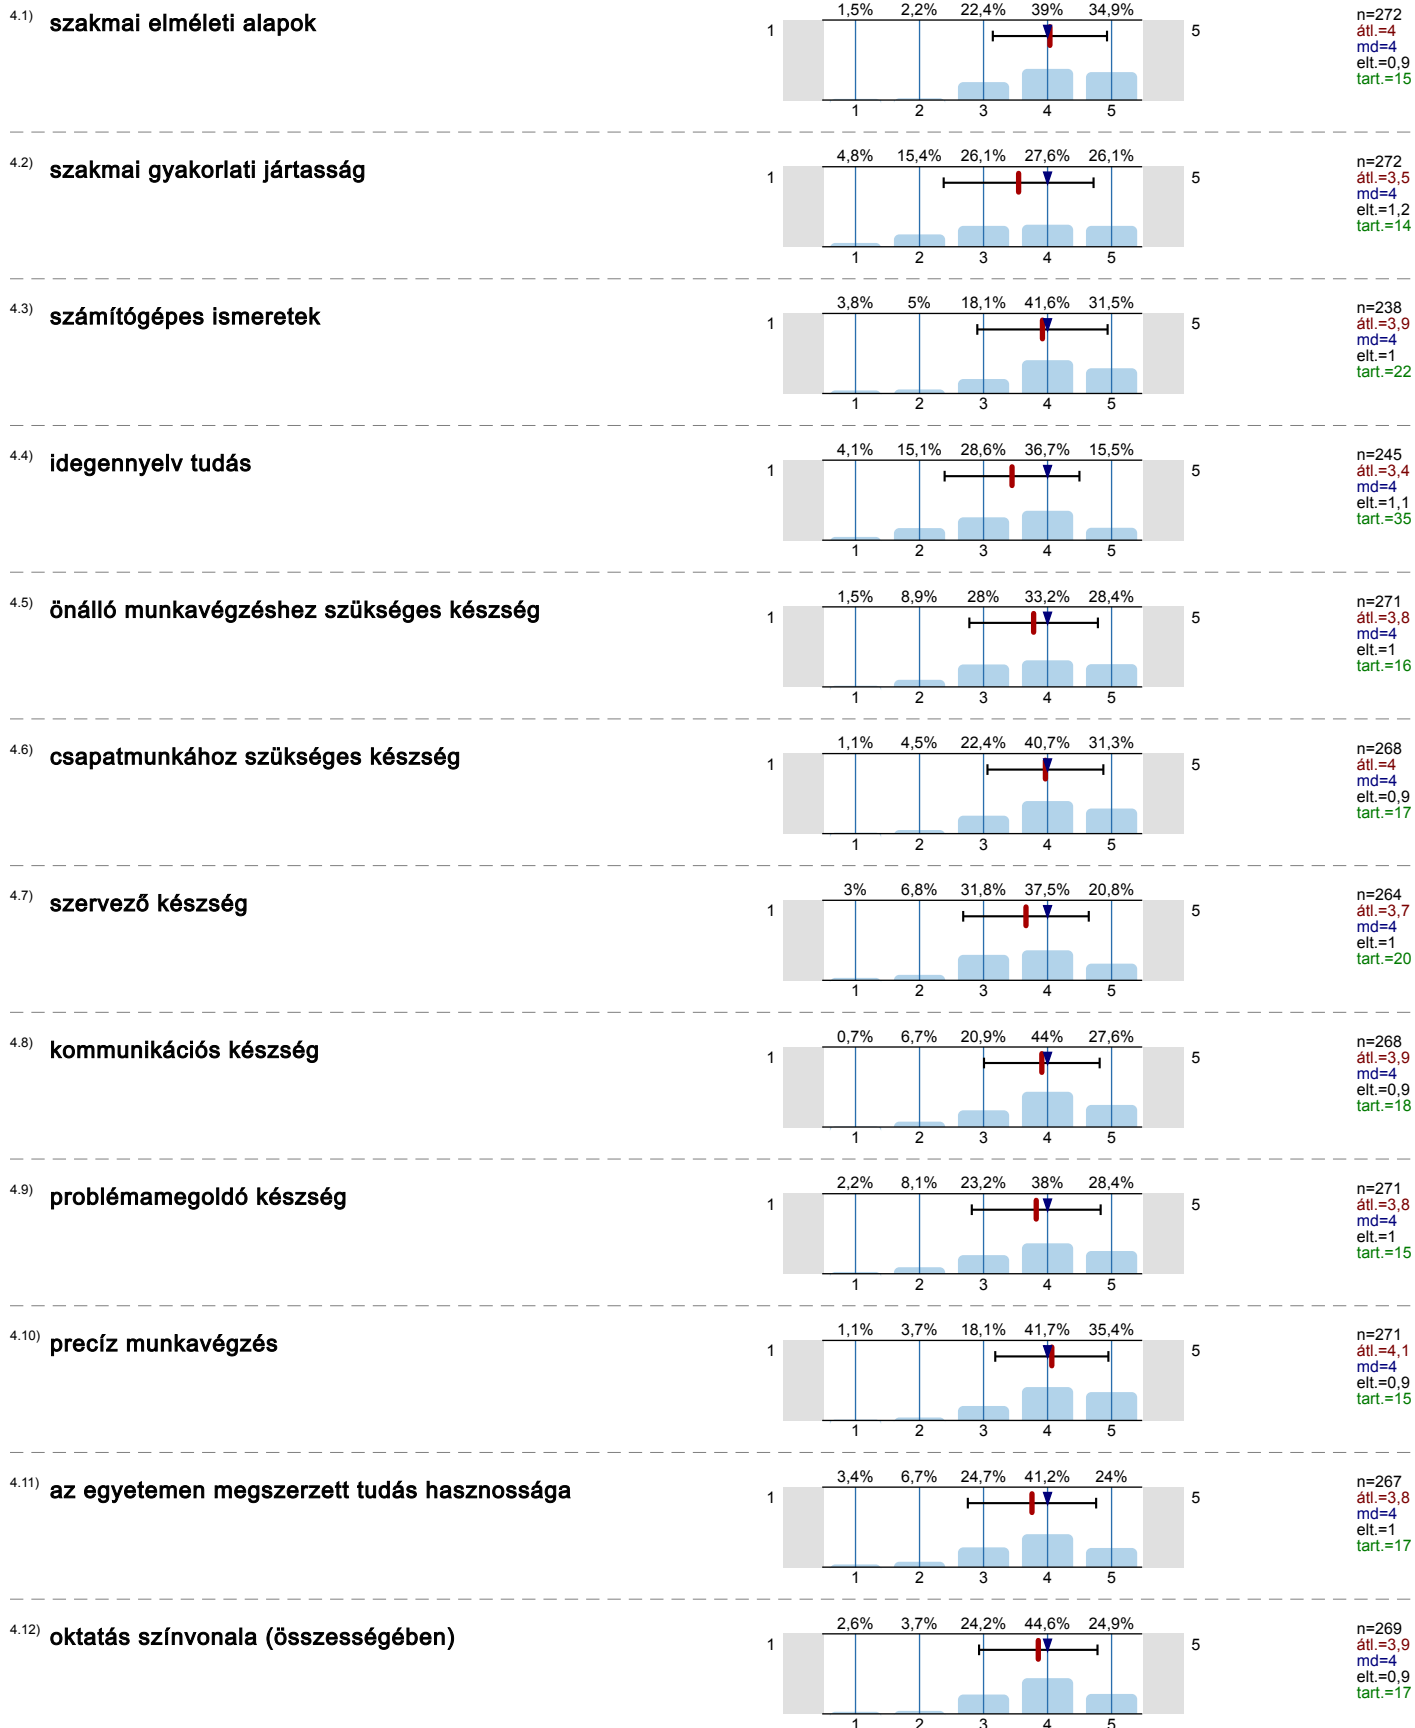 4.1) szakmai elméleti alapok
1,5% 2,2% 22,4% 39% 34,9%
1 5
1 2 3 4 5
n=272
átl.=4
md=4
elt.=0,9
tart.=15
4.2) szakmai gyakorlati jártasság
4,8% 15,4% 26,1% 27,6% 26,1%
1 5
1 2 3 4 5
n=272
átl.=3,5
md=4
elt.=1,2
tart.=14
4.3) számítógépes ismeretek
3,8% 5% 18,1% 41,6% 31,5%
1 5
1 2 3 4 5
n=238
átl.=3,9
md=4
elt.=1
tart.=22
4.4) idegennyelv tudás
4,1% 15,1% 28,6% 36,7% 15,5%
1 5
1 2 3 4 5
n=245
átl.=3,4
md=4
elt.=1,1
tart.=35
4.5) önálló munkavégzéshez szükséges készség
1,5% 8,9% 28% 33,2% 28,4%
1 5
1 2 3 4 5
n=271
átl.=3,8
md=4
elt.=1
tart.=16
4.6) csapatmunkához szükséges készség
1,1% 4,5% 22,4% 40,7% 31,3%
1 5
1 2 3 4 5
n=268
átl.=4
md=4
elt.=0,9
tart.=17
4.7) szervező készség
3% 6,8% 31,8% 37,5% 20,8%
1 5
1 2 3 4 5
n=264
átl.=3,7
md=4
elt.=1
tart.=20
4.8) kommunikációs készség
0,7% 6,7% 20,9% 44% 27,6%
1 5
1 2 3 4 5
n=268
átl.=3,9
md=4
elt.=0,9
tart.=18
4.9) problémamegoldó készség
2,2% 8,1% 23,2% 38% 28,4%
1 5
1 2 3 4 5
n=271
átl.=3,8
md=4
elt.=1
tart.=15
4.10) precíz munkavégzés
1,1% 3,7% 18,1% 41,7% 35,4%
1 5
1 2 3 4 5
n=271
átl.=4,1
md=4
elt.=0,9
tart.=15
4.11) az egyetemen megszerzett tudás hasznossága
3,4% 6,7% 24,7% 41,2% 24%
1 5
1 2 3 4 5
n=267
átl.=3,8
md=4
elt.=1
tart.=17
4.12) oktatás színvonala (összességében)
2,6% 3,7% 24,2% 44,6% 24,9%
1 5
1 2 3 4 5
n=269
átl.=3,9
md=4
elt.=0,9
tart.=17